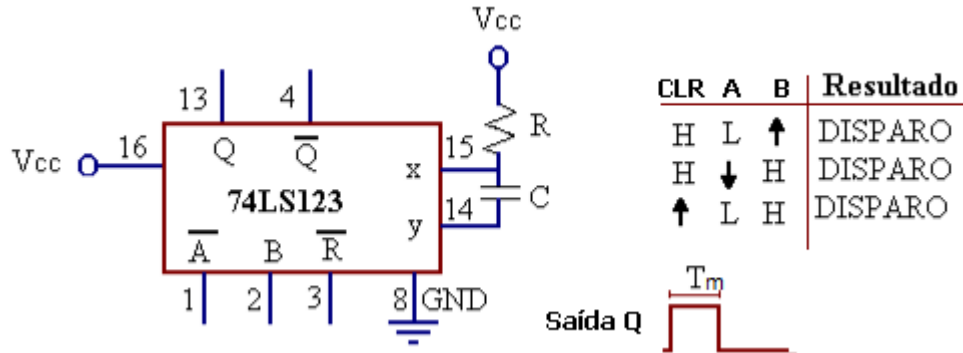 Vcc
13
4
16
Vcc
Q
Q̅
15
R
x
74LS123
14
C
y
A̅
B
R̅
1
2
3
8
GND
CLR A B Resultado
H L ↑ DISPARO
H ↓ H DISPARO
↑ L H DISPARO
Tm
Saída Q